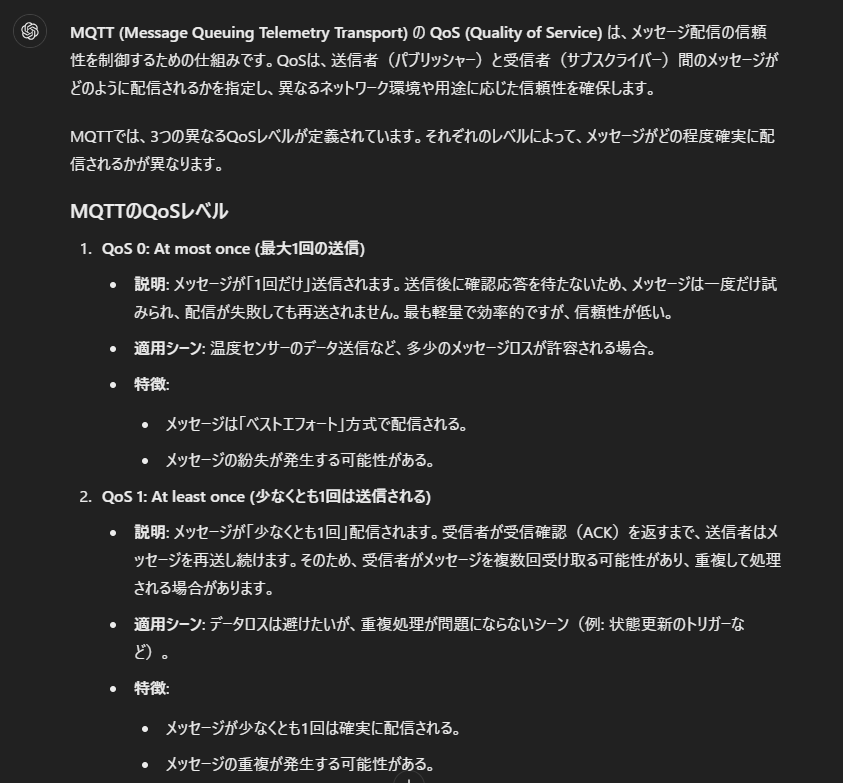 MQTT (Message Queuing Telemetry Transport) の QoS (Quality of Service) は、メッセージ配信の信頼
性を制御するための仕組みです。QoSは、送信者（パブリッシャー）と受信者（サブスクライバー）間のメッセージが
どのように配信されるかを指定し、異なるネットワーク環境や用途に応じた信頼性を確保します。
MQTTでは、3つの異なるQoSレベルが定義されています。それぞれのレベルによって、メッセージがどの程度確実に配
信されるかが異なります。
MQTTのQoSレベル
1. QoS 0: At most once (最大1回の送信)
• 説明: メッセージが「1回だけ」送信されます。送信後に確認応答を待たないため、メッセージは一度だけ試
みられ、配信が失敗しても再送されません。最も軽量で効率的ですが、信頼性が低い。
• 適用シーン: 温度センサーのデータ送信など、多少のメッセージロスが許容される場合。
• 特徴:
• メッセージは「ベストエフォート」方式で配信される。
• メッセージの紛失が発生する可能性がある。
2. QoS 1: At least once (少なくとも1回は送信される)
• 説明: メッセージが「少なくとも1回」配信されます。受信者が受信確認（ACK）を返すまで、送信者はメ
ッセージを再送し続けます。そのため、受信者がメッセージを複数回受け取る可能性があり、重複して処理
される場合があります。
• 適用シーン: データロスは避けたいが、重複処理が問題にならないシーン（例: 状態更新のトリガーな
ど）。
• 特徴:
• メッセージが少なくとも1回は確実に配信される。
• メッセージの重複が発生する可能性がある。